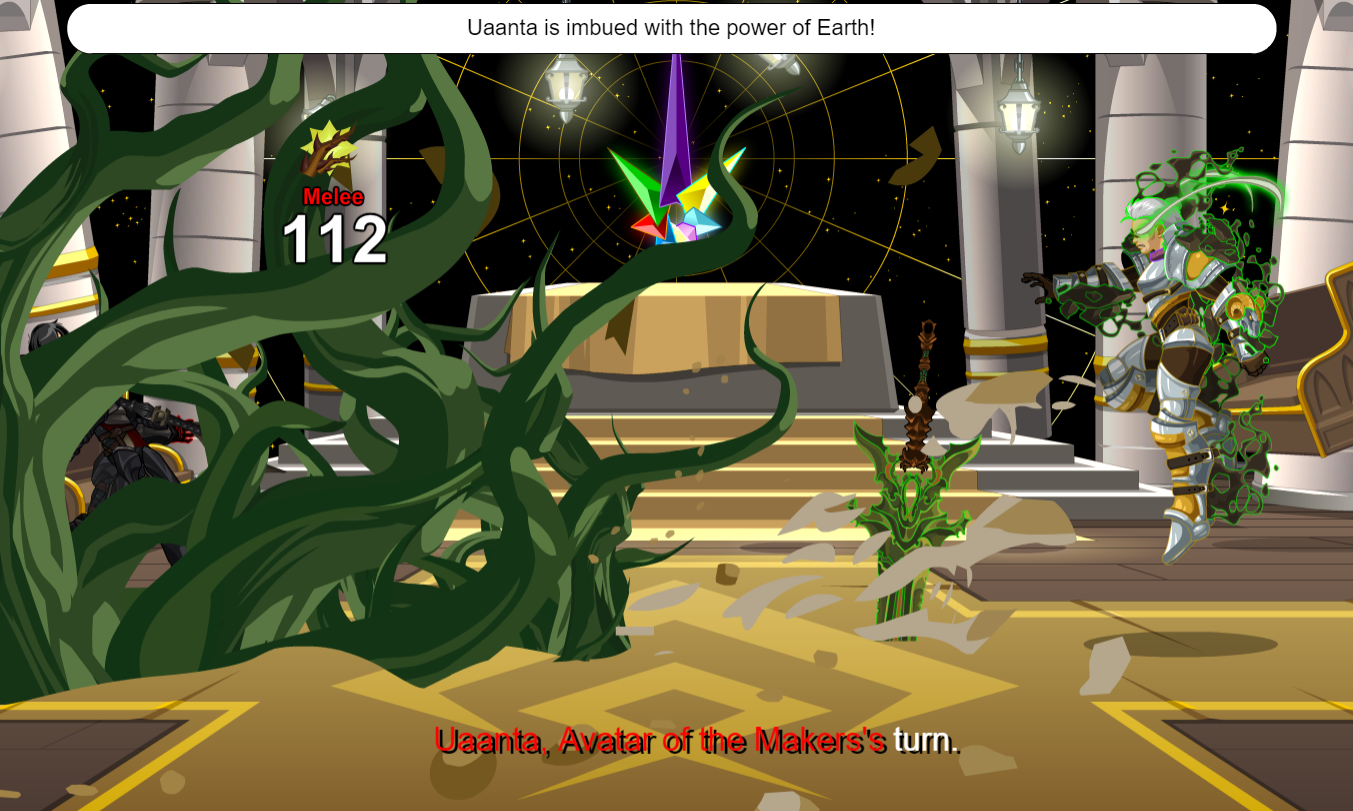 Uaanta is imbued with the power of Earth!
Melee
112
Uaanta, Avatar of the Makers's turn.